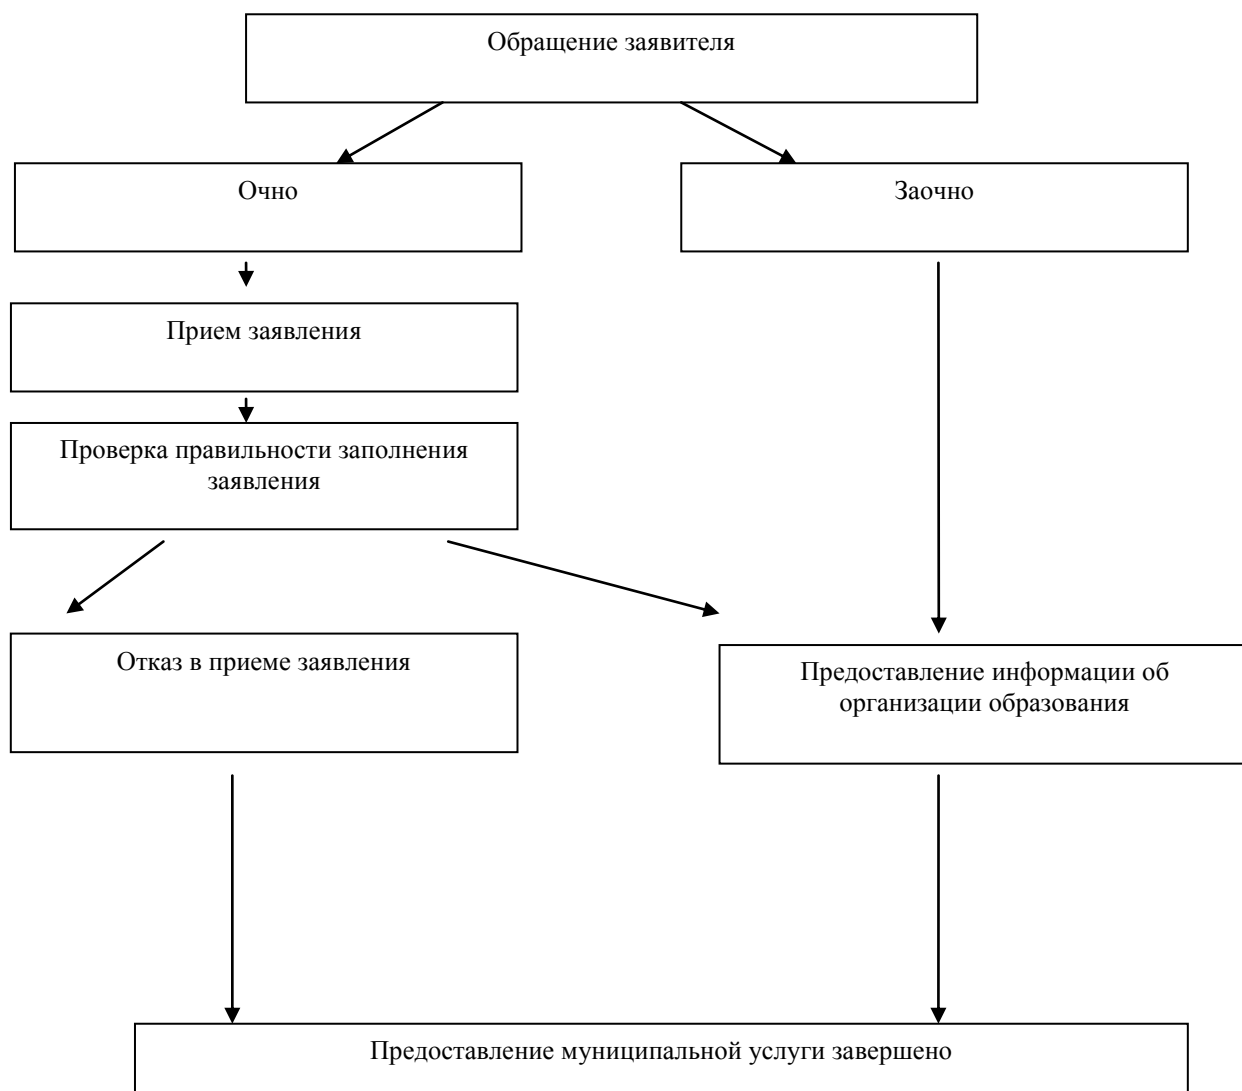 Обращение заявителя
Очно
Заочно
Прием заявления
Проверка правильности заполнения
заявления
Отказ в приеме заявления
Предоставление информации об
организации образования
Предоставление муниципальной услуги завершено